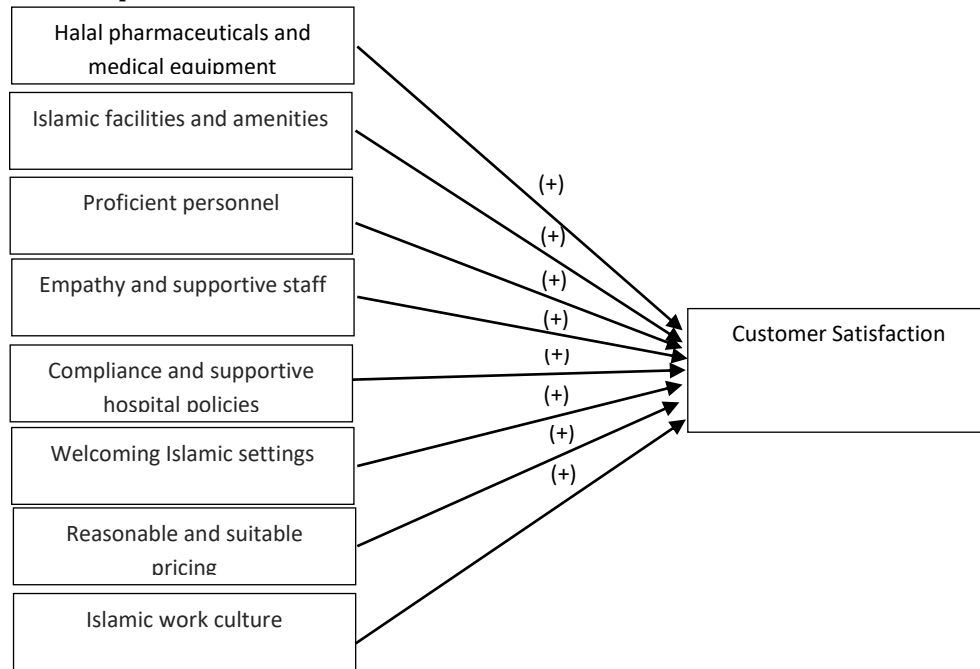 Halal pharmaceuticals and
medical equipment
Islamic facilities and amenities
(+)
Proficient personnel
(+)
(+)
Empathy and supportive staff
(+)
Customer Satisfaction
(+)
Compliance and supportive
hospital policies
(+)
Welcoming Islamic settings
(+)
(+)
Reasonable and suitable
pricing
Islamic work culture